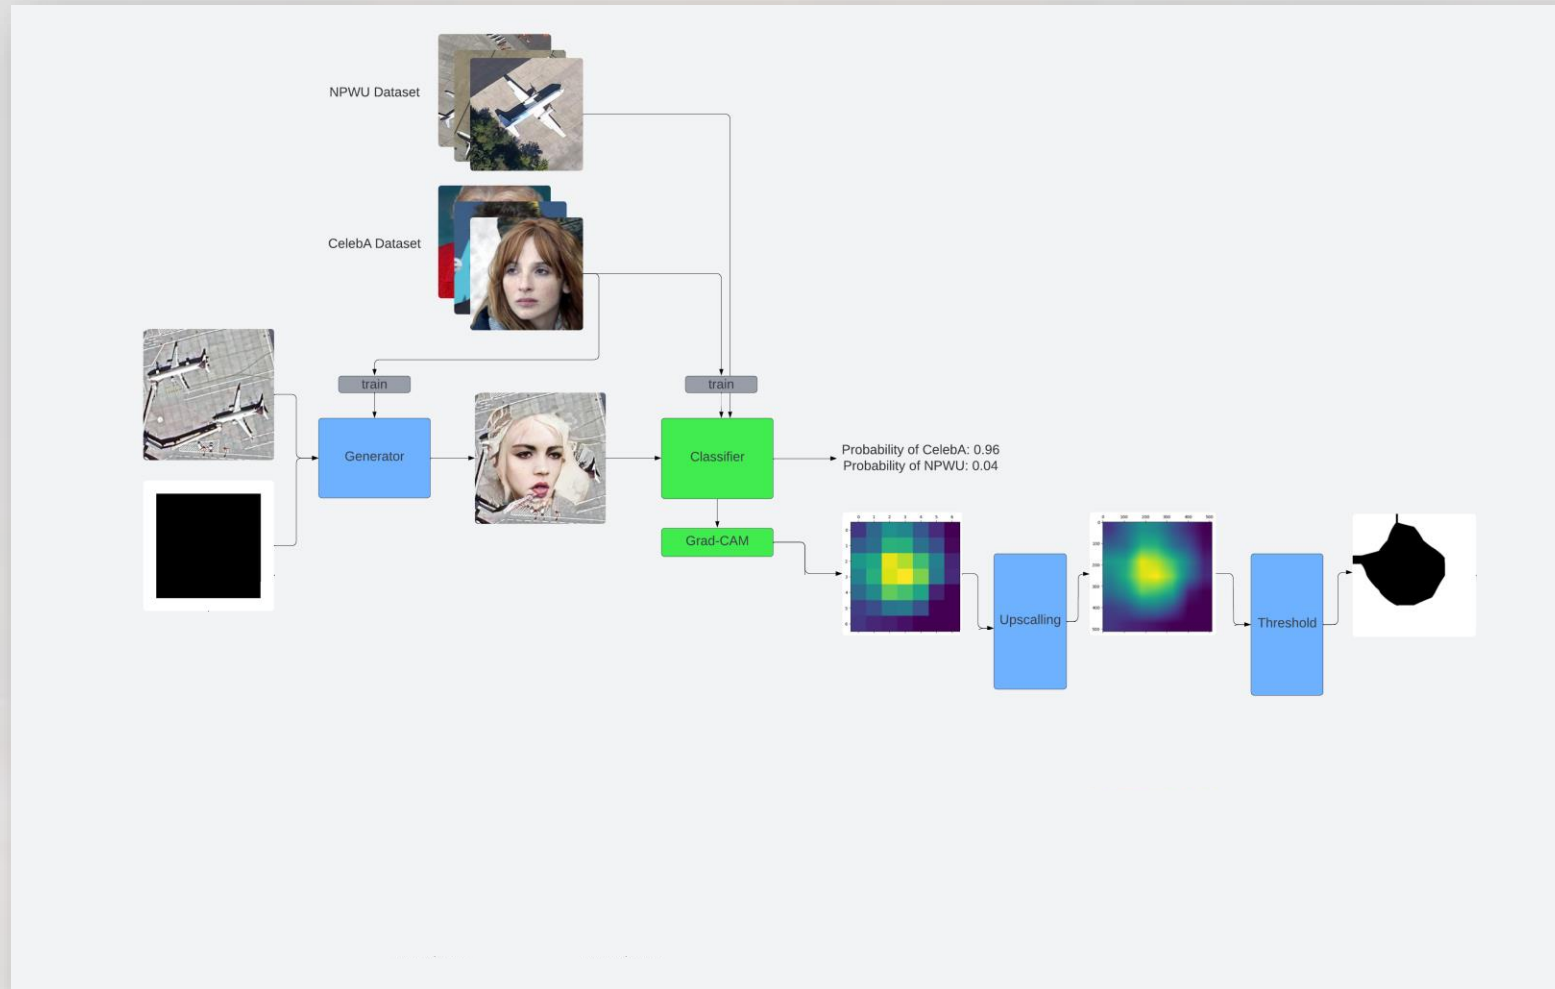 NPWU Dataset
CelebA Dataset
train
train
Generator
Classifier
Probability of CelebA: 0.96
Probability of NPWU: 0.04
Grad-CAM
Upscalling
Threshold